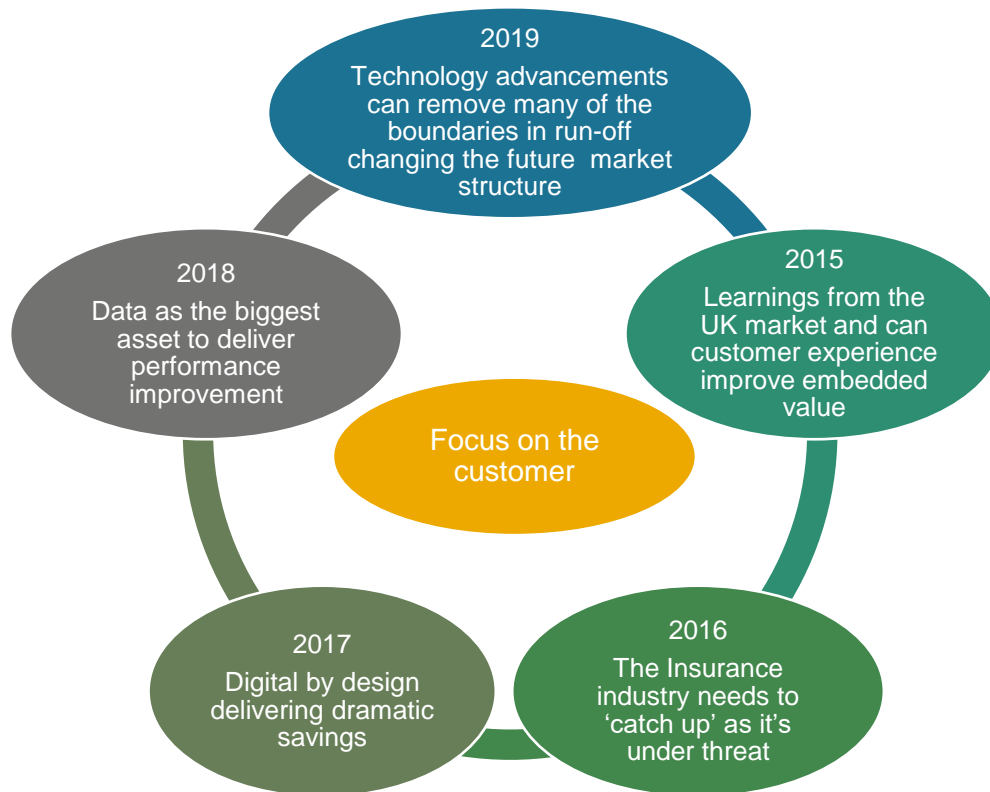 2019
Technology advancements
can remove many of the
boundaries in run-off
changing the future  market
structure
2015
Learnings from the
UK market and can
customer experience
improve embedded
value
2016
The Insurance
industry needs to
‘catch up’ as it’s
under threat
2017
Digital by design
delivering dramatic
savings
2018
Data as the biggest
asset to deliver
performance
improvement
Focus on the
customer